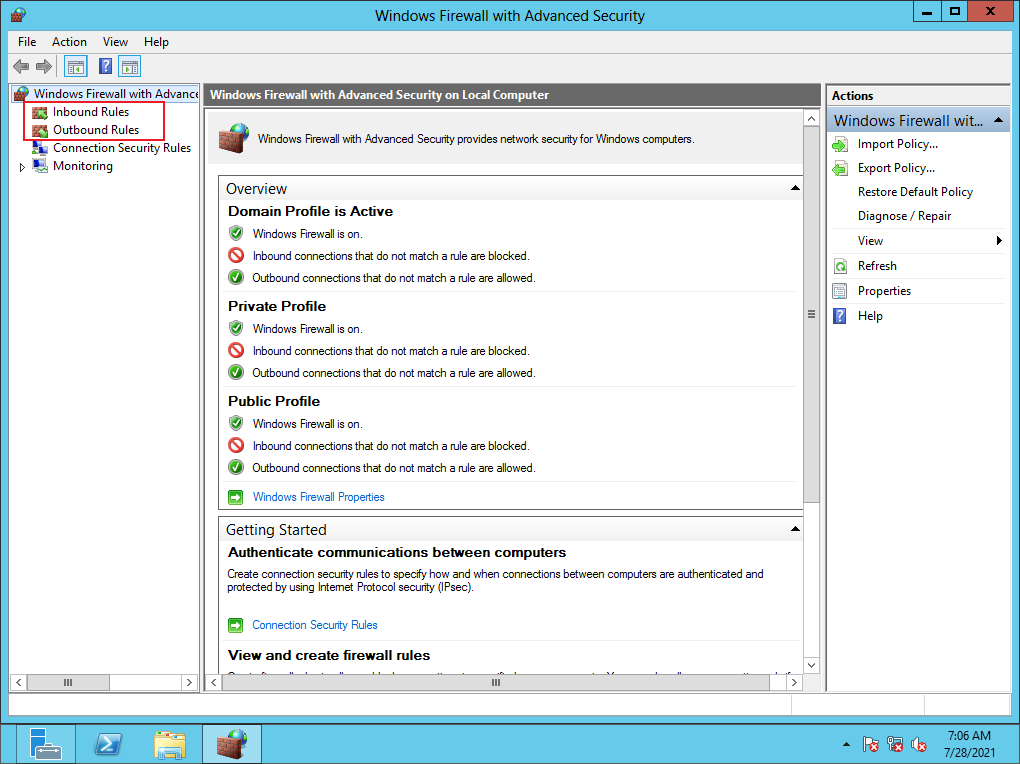 Windows Firewall with Advanced Security
File Action View Help
Windows Firewall with Advance
Inbound Rules
Outbound Rules
Connection Security Rules
Monitoring
Windows Firewall with Advanced Security on Local Computer
Windows Firewall with Advanced Security provides network security for Windows computers.
Overview
Domain Profile is Active
Windows Firewall is on.
Inbound connections that do not match a rule are blocked.
Outbound connections that do not match a rule are allowed.
Private Profile
Windows Firewall is on.
Inbound connections that do not match a rule are blocked.
Outbound connections that do not match a rule are allowed.
Public Profile
Windows Firewall is on.
Inbound connections that do not match a rule are blocked.
Outbound connections that do not match a rule are allowed.
Windows Firewall Properties
Getting Started
Authenticate communications between computers
Create connection security rules to specify how and when connections between computers are authenticated and
protected by using Internet Protocol security (IPsec).
Connection Security Rules
View and create firewall rules
Actions
Windows Firewall wit...
Import Policy...
Export Policy...
Restore Default Policy
Diagnose / Repair
View
Refresh
Properties
Help
7:06 AM
7/28/2021